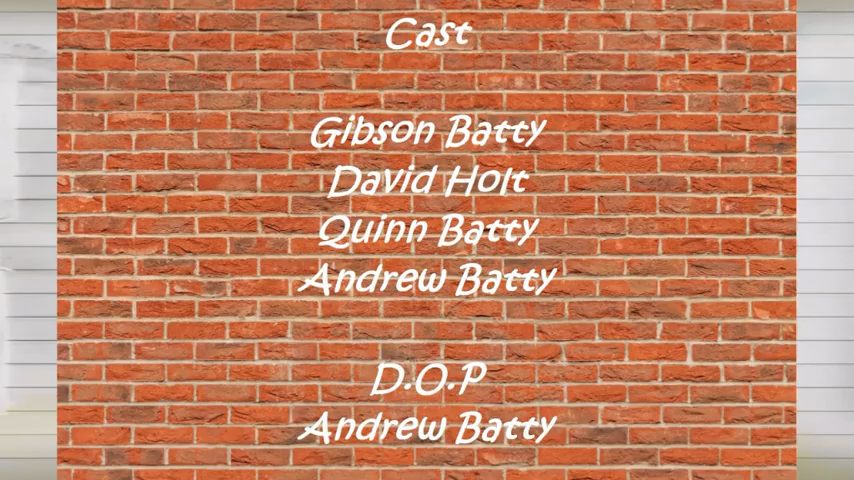 Cast
Gibson Batty
David Holt
Quinn Batty
Andrew Batty
D.O.P
Andrew Batty